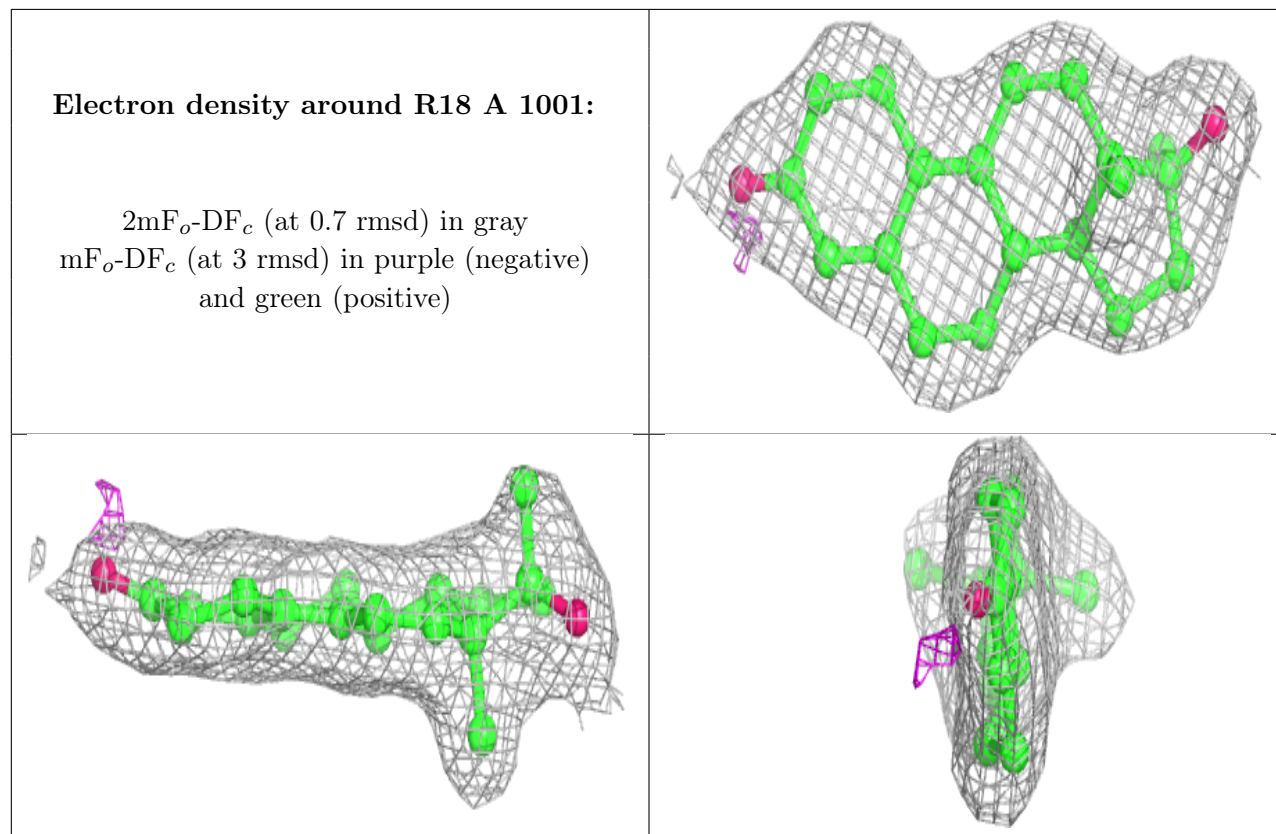 Electron density around R18 A 1001:
2mFo-DFc (at 0.7 rmsd) in gray
mFo-DFc (at 3 rmsd) in purple (negative)
and green (positive)